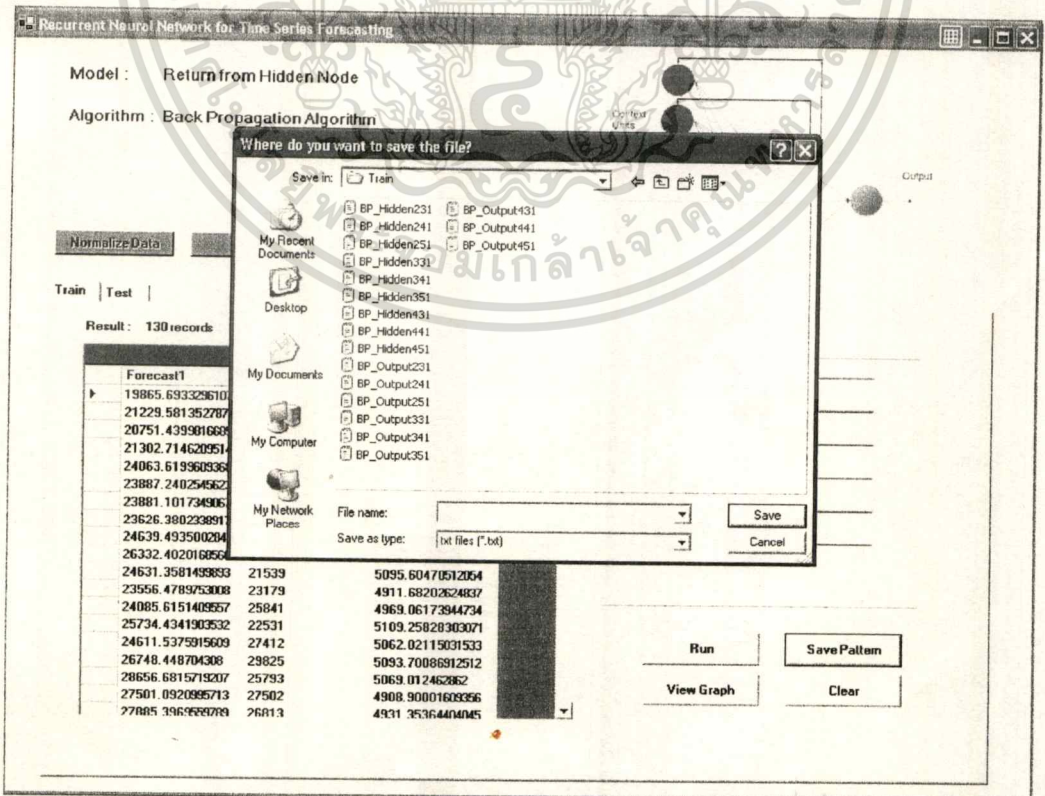 Recurrent Neural Network for Time Series Forecasting
Model : Return from Hidden Node
Algorithm : Back Propagation Algorithm
Context
Output
NormalizeData
Train Test
Result : 130 records
Where do you want to save the file?
Save in: Train
My Recent
Documents
Desktop
My Documents
My Computer
My Network
Places
BP_Hidden231
BP_Hidden241
BP_Hidden251
BP_Hidden331
BP_Hidden341
BP_Hidden351
BP_Hidden431
BP_Hidden441
BP_Hidden451
BP_Output231
BP_Output241
BP_Output251
BP_Output331
BP_Output341
BP_Output351
BP_Output431
BP_Output441
BP_Output451
File name:
Save as type: txt files (*.txt)
Save
Cancel
Forecast1
19865.693329610
21229.581352787
20751.439981668
21302.714620951
24063.619960936
23887.240254562
23881.101734906
23626.380233891
24639.493500284
26332.402016856
24631.3581499893 21539 5095.60470512054
23556.4789753008 23179 4911.68202624837
24085.6151409557 25841 4969.06173944734
25734.4341903532 22531 5109.25828303071
24611.5375915609 27412 5062.02115031533
26748.448704308 29825 5093.70086912512
28656.6815719207 25793 5069.012462862
27501.0920995713 27502 4908.90001609356
27885.3969559789 26813 4931.35364404045
Run
Save Pattern
View Graph
Clear